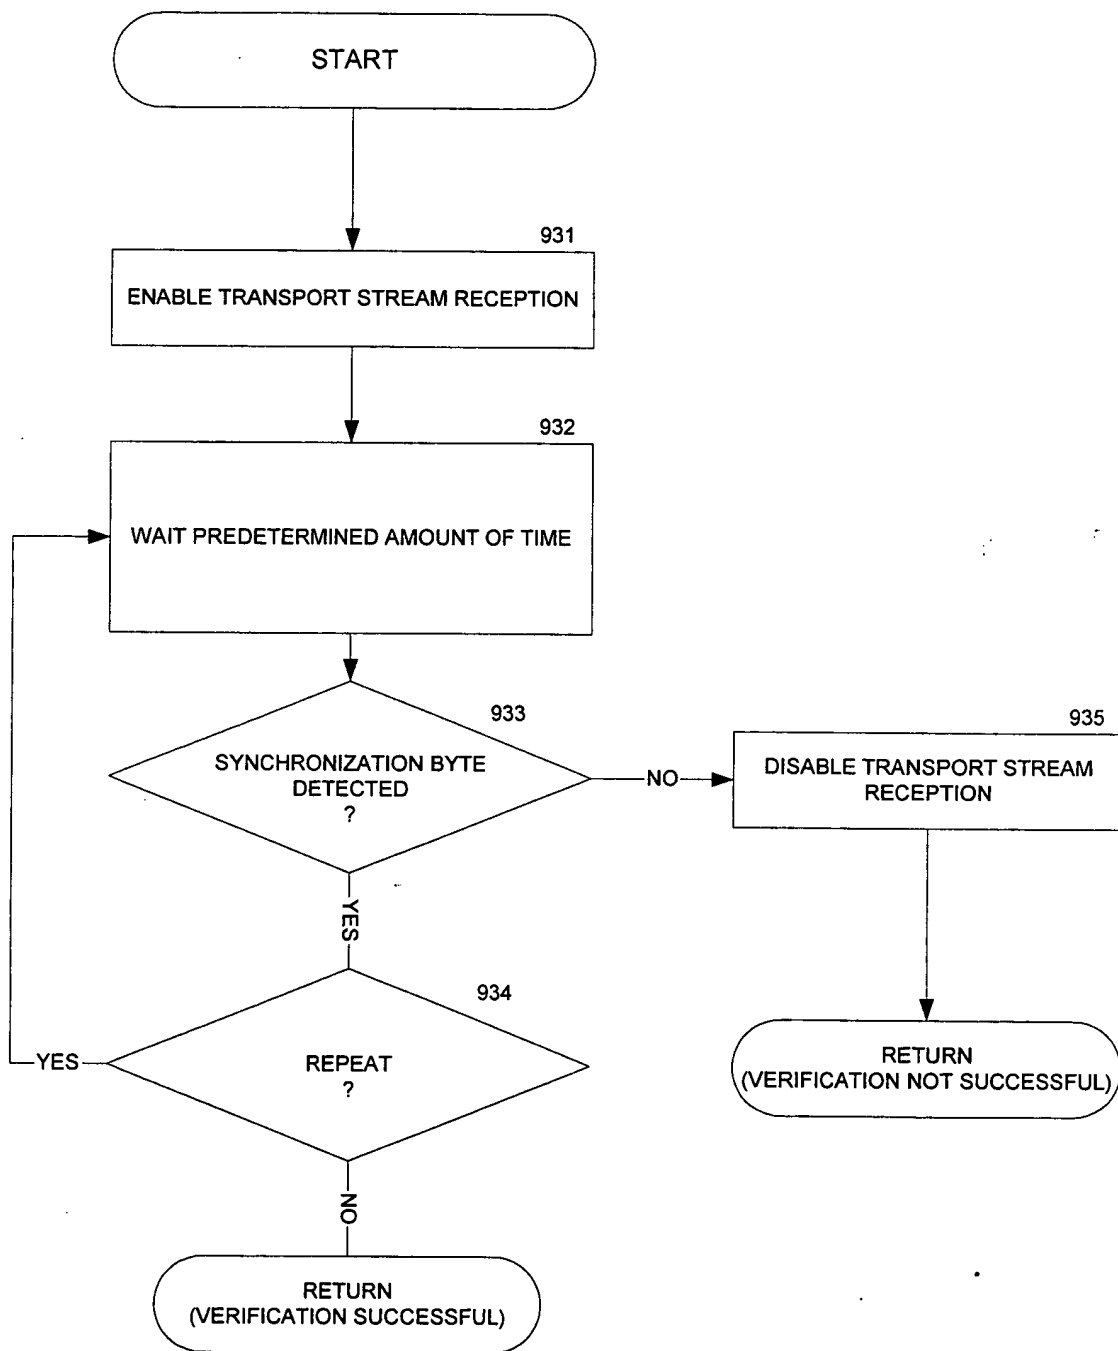 START
931
ENABLE TRANSPORT STREAM RECEPTION
932
WAIT PREDETERMINED AMOUNT OF TIME
933
SYNCHRONIZATION BYTE
DETECTED
?
NO
935
DISABLE TRANSPORT STREAM
RECEPTION
YES
934
REPEAT
?
YES
RETURN
(VERIFICATION NOT SUCCESSFUL)
NO
RETURN
(VERIFICATION SUCCESSFUL)